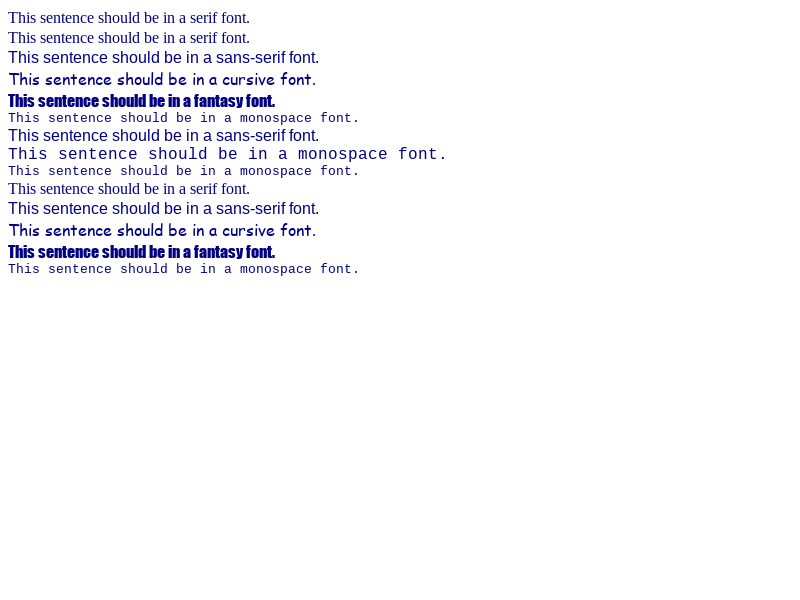 This sentence should be in a serif font.
This sentence should be in a serif font.
This sentence should be in a sans-serif font.
This sentence should be in a cursive font.
This sentence should be in a fantasy font.
This sentence should be in a monospace font.
This sentence should be in a sans-serif font.
This sentence should be in a monospace font.
This sentence should be in a monospace font.
This sentence should be in a serif font.
This sentence should be in a sans-serif font.
This sentence should be in a cursive font.
This sentence should be in a fantasy font.
This sentence should be in a monospace font.